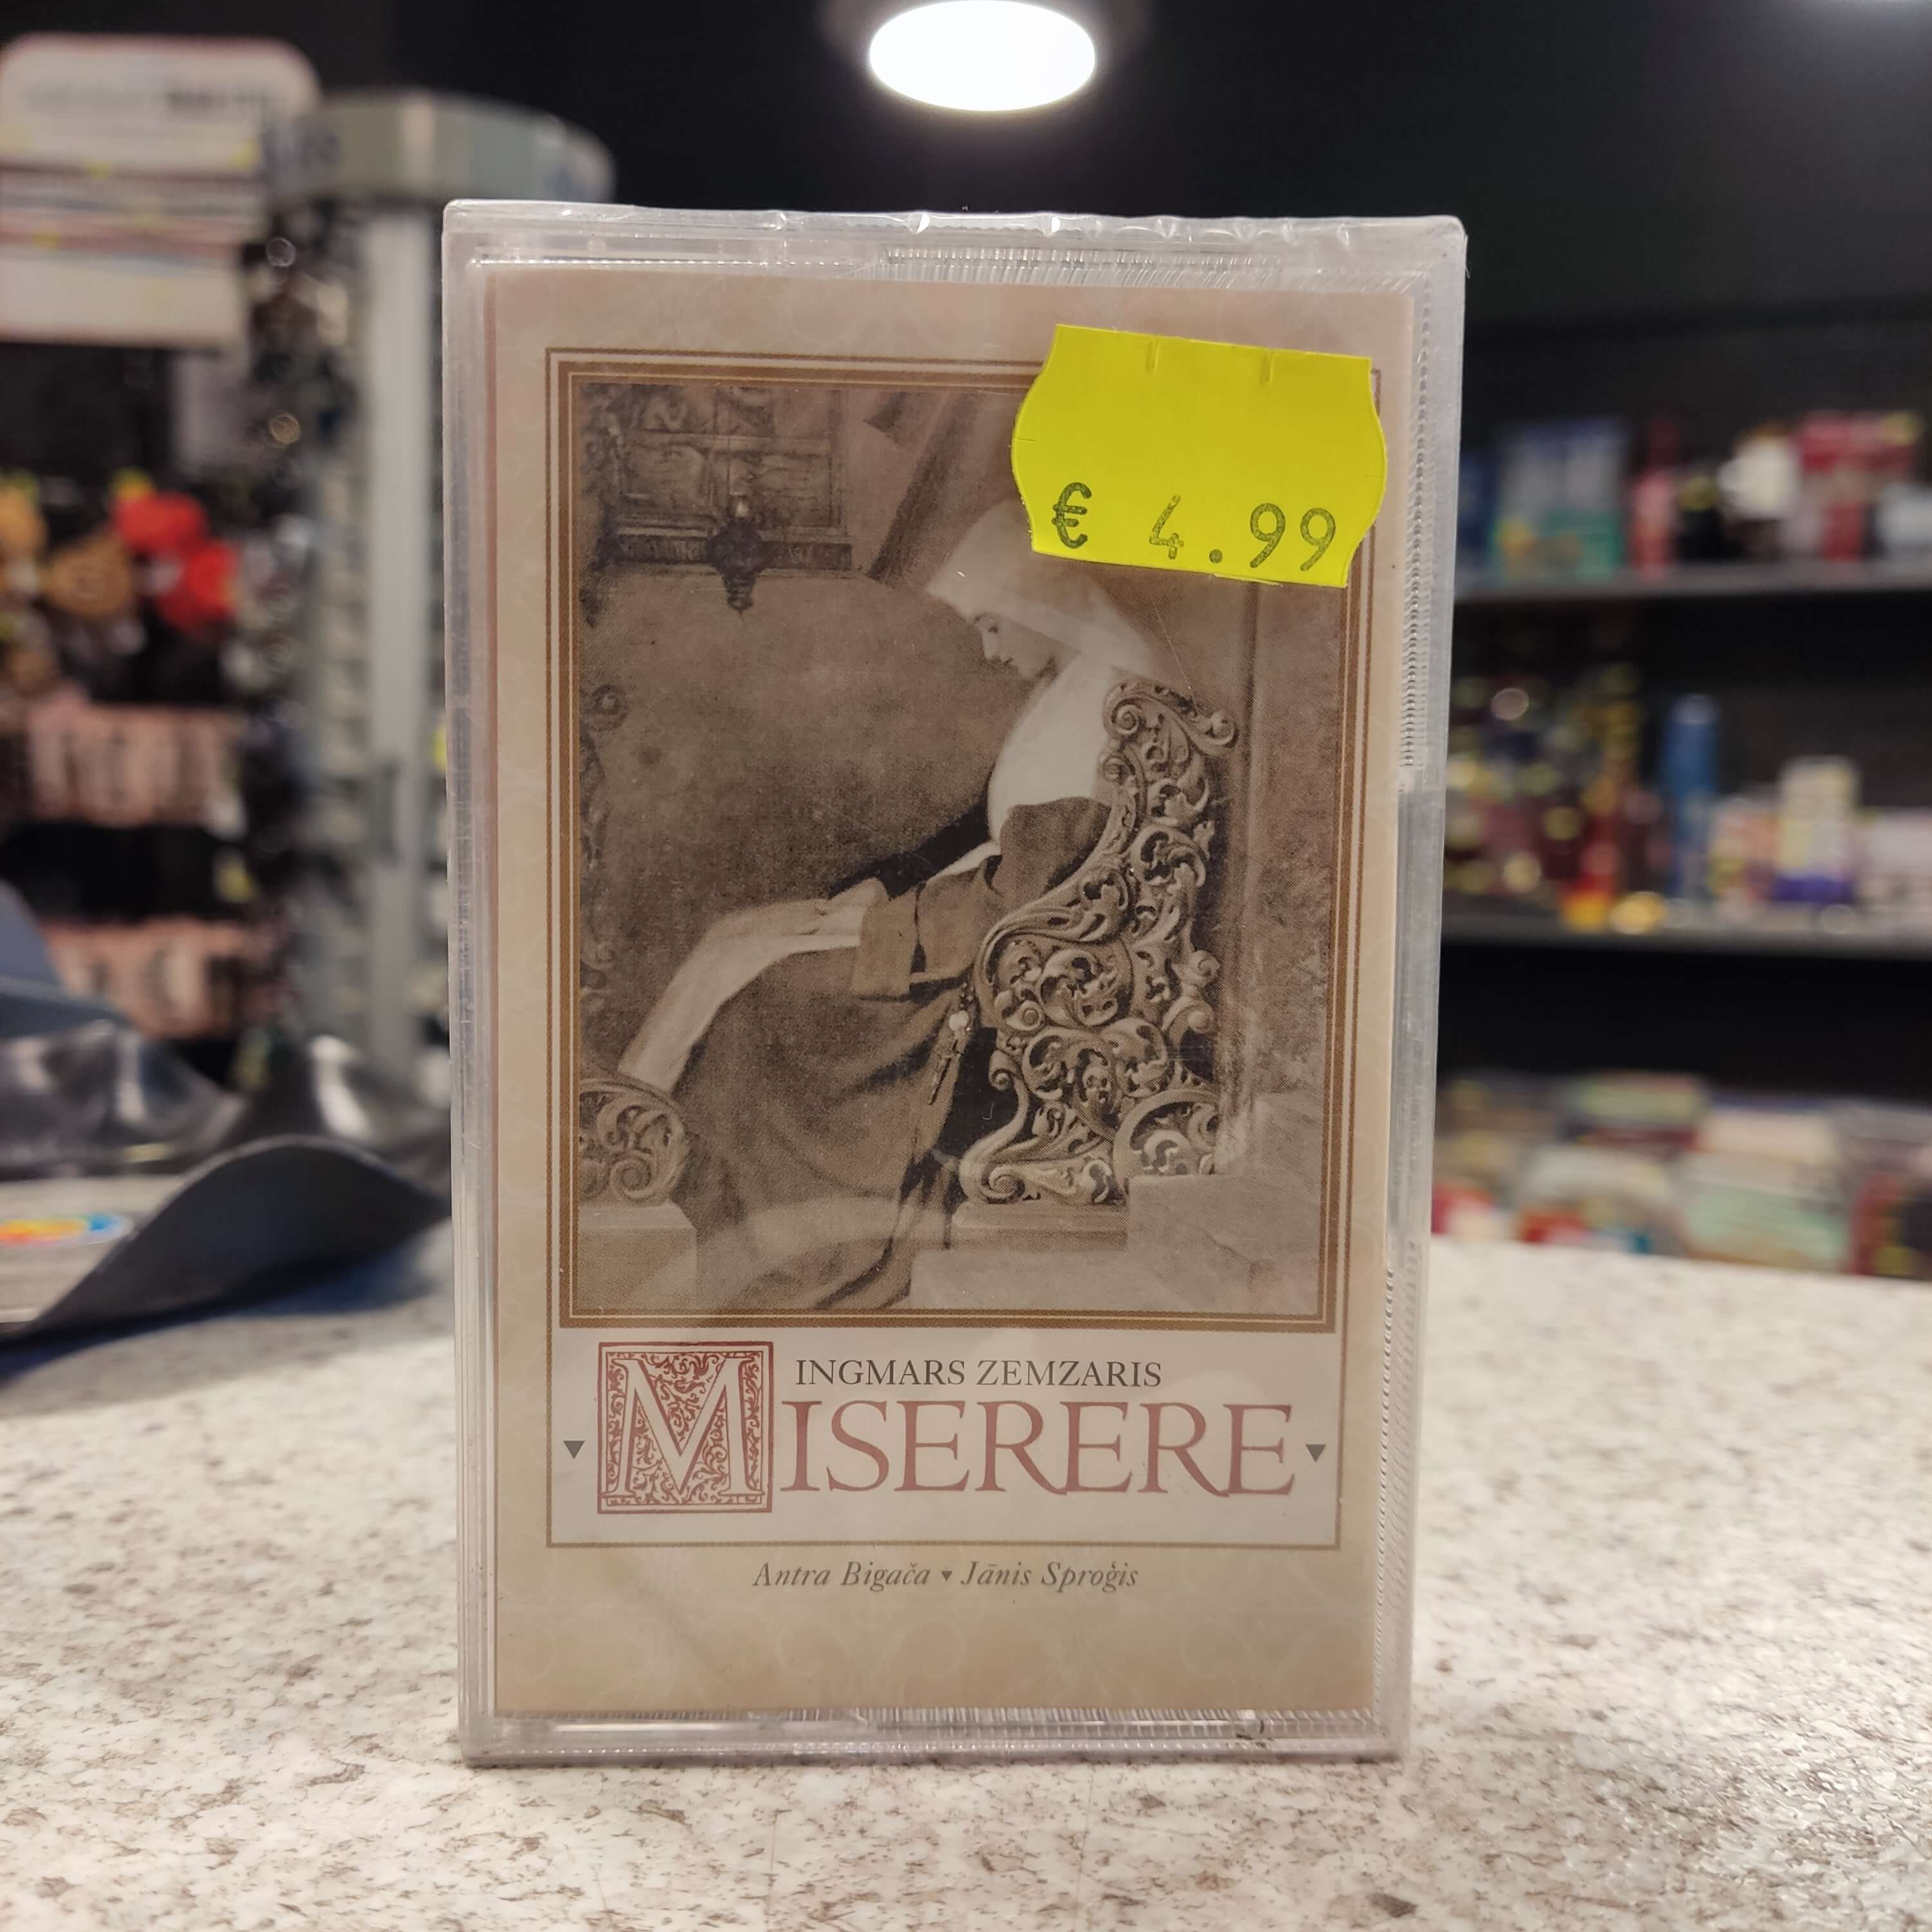 € 4.99
INGMARS ZEMZARIS
MISERERE
Antra Bigača ▾ Jānis Sproģis